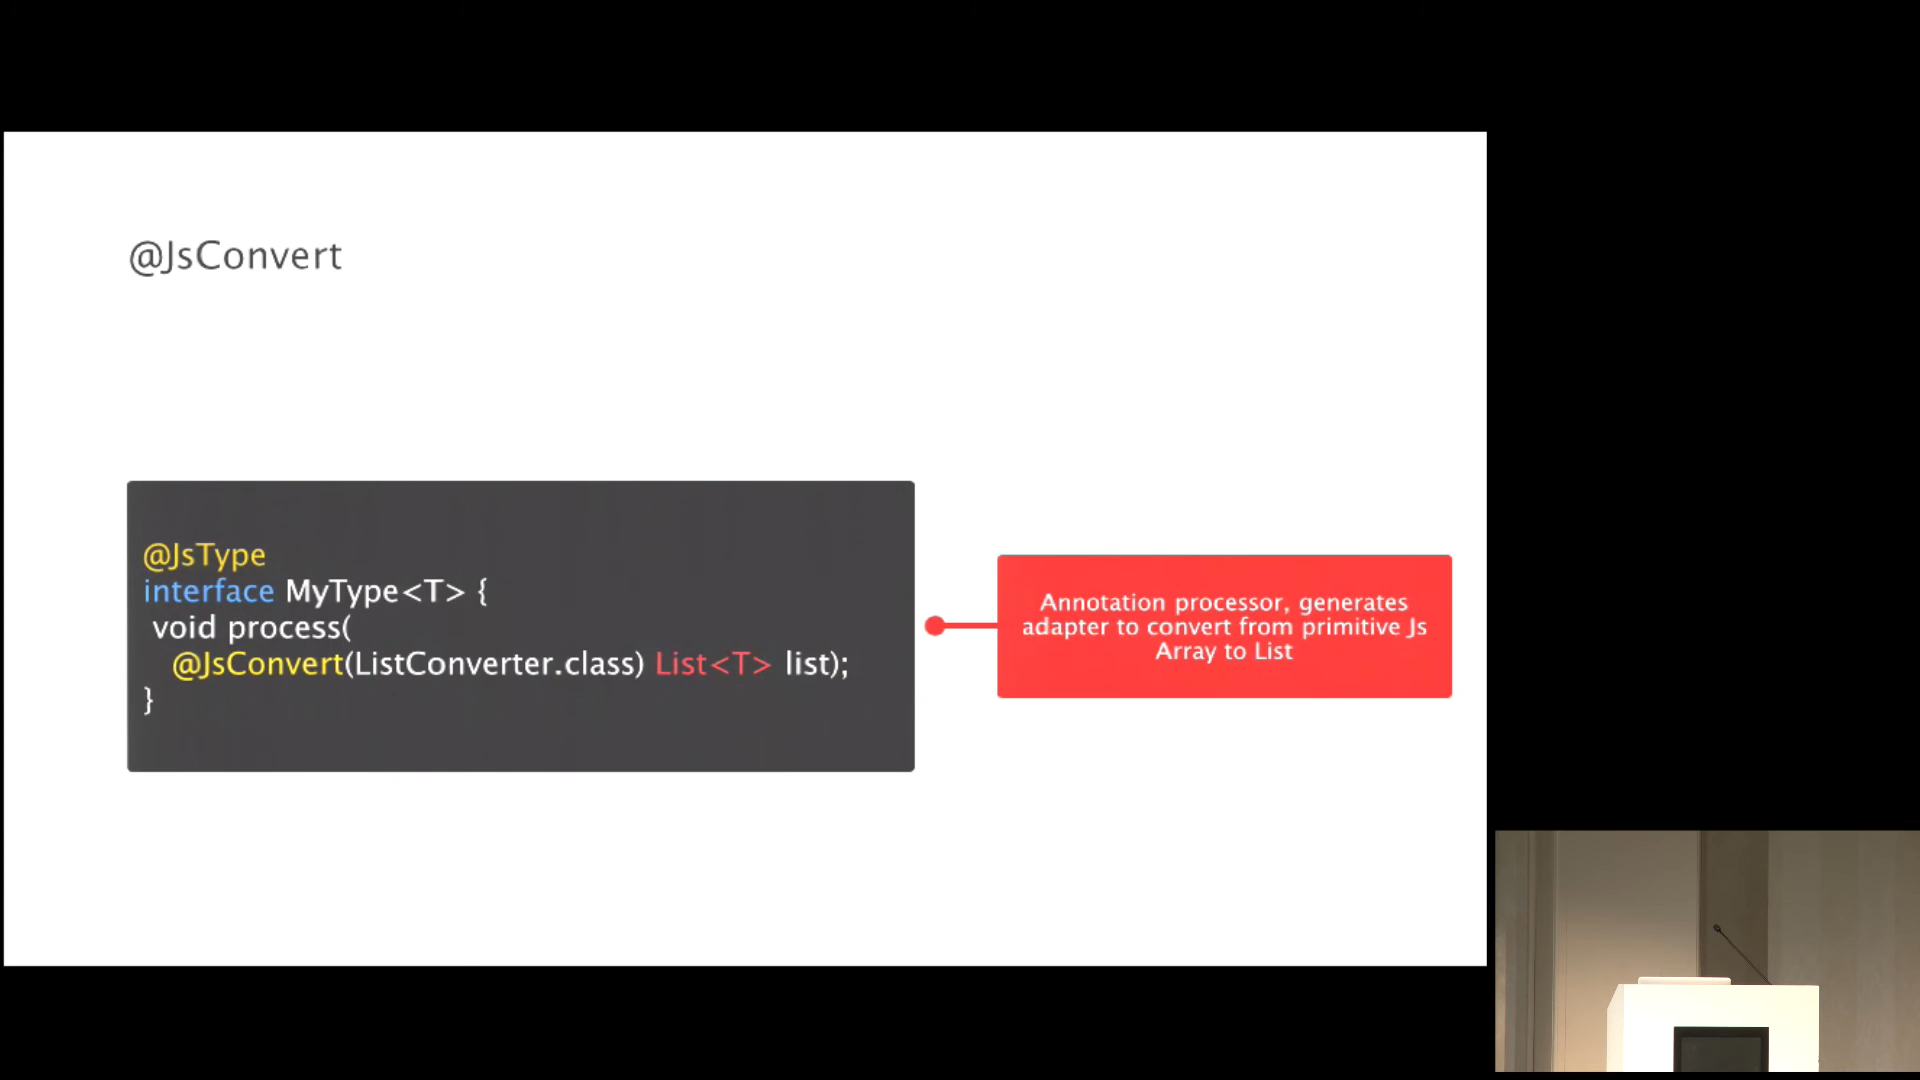 @JsConvert
@JsType
interface MyType<T> {
void process(
@JsConvert(ListConverter.class) List<T> list);
}
Annotation processor, generates
adapter to convert from primitive Js
Array to List